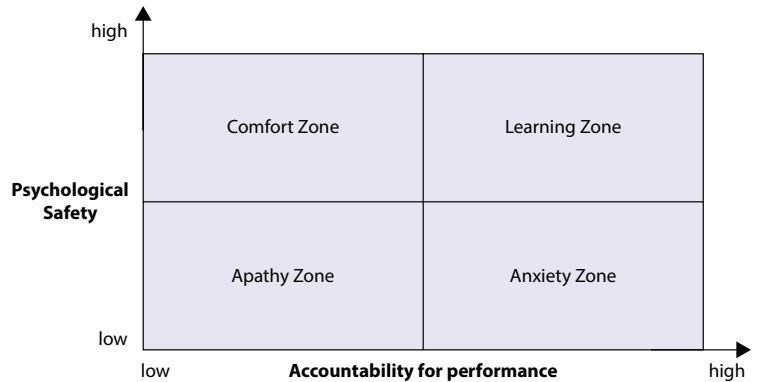 high
Comfort Zone
Learning Zone
Psychological
Safety
Apathy Zone
Anxiety Zone
low
low
Accountability for performance
high